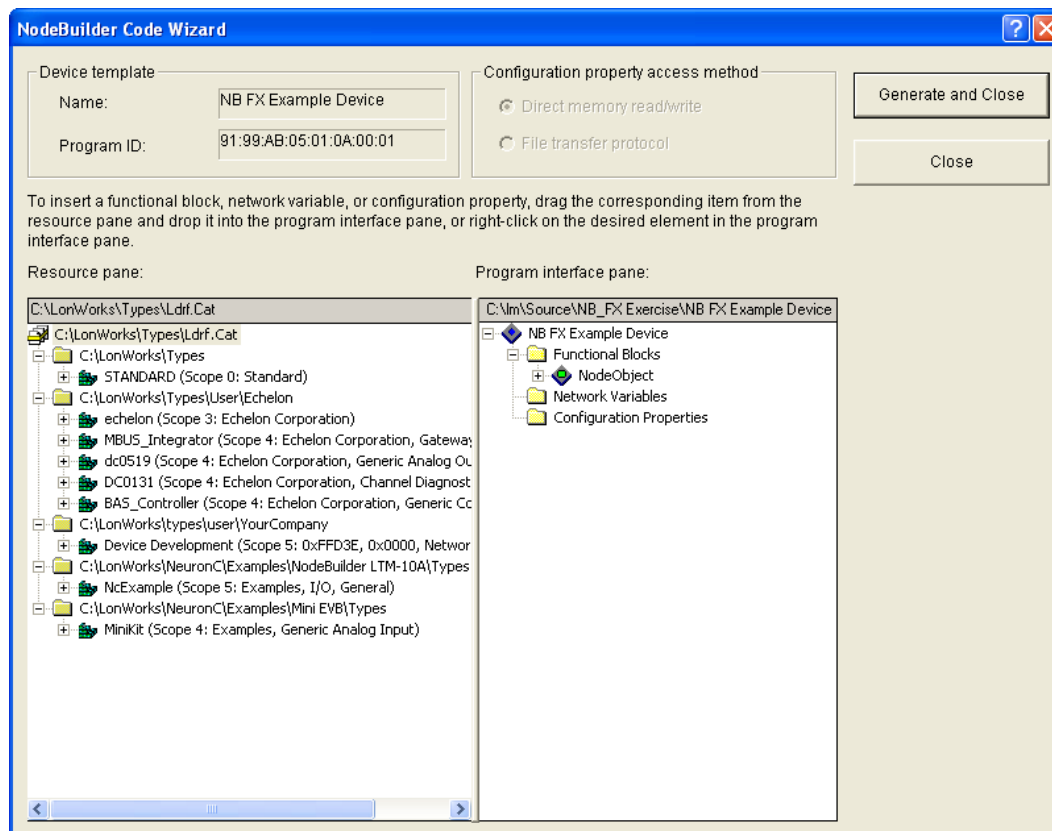 NodeBuilder Code Wizard
Device template
Name: NB FX Example Device
Program ID: 91:99:AB:05:01:0A:00:01
Configuration property access method
Direct memory read/write
File transfer protocol
Generate and Close
Close
To insert a functional block, network variable, or configuration property, drag the corresponding item from the
resource pane and drop it into the program interface pane, or right-click on the desired element in the program
interface pane.
Resource pane:
C:\LonWorks\Types\Ldrf.Cat
C:\LonWorks\Types\Ldrf.Cat
C:\LonWorks\Types
STANDARD (Scope 0: Standard)
C:\LonWorks\Types\User\Echelon
echelon (Scope 3: Echelon Corporation)
MBUS_Integrator (Scope 4: Echelon Corporation, Gateway
dc0519 (Scope 4: Echelon Corporation, Generic Analog Ou
DC0131 (Scope 4: Echelon Corporation, Channel Diagnost
BAS_Controller (Scope 4: Echelon Corporation, Generic Co
C:\LonWorks\types\user\YourCompany
Device Development (Scope 5: 0xFFD3E, 0x0000, Networ
C:\LonWorks\NeuronC\Examples\NodeBuilder LTM-10A\Types
NcExample (Scope 5: Examples, I/O, General)
C:\LonWorks\NeuronC\Examples\Mini EVB\Types
MiniKit (Scope 4: Examples, Generic Analog Input)
Program interface pane:
C:\lm\Source\NB_FX Exercise\NB FX Example Device
NB FX Example Device
Functional Blocks
NodeObject
Network Variables
Configuration Properties